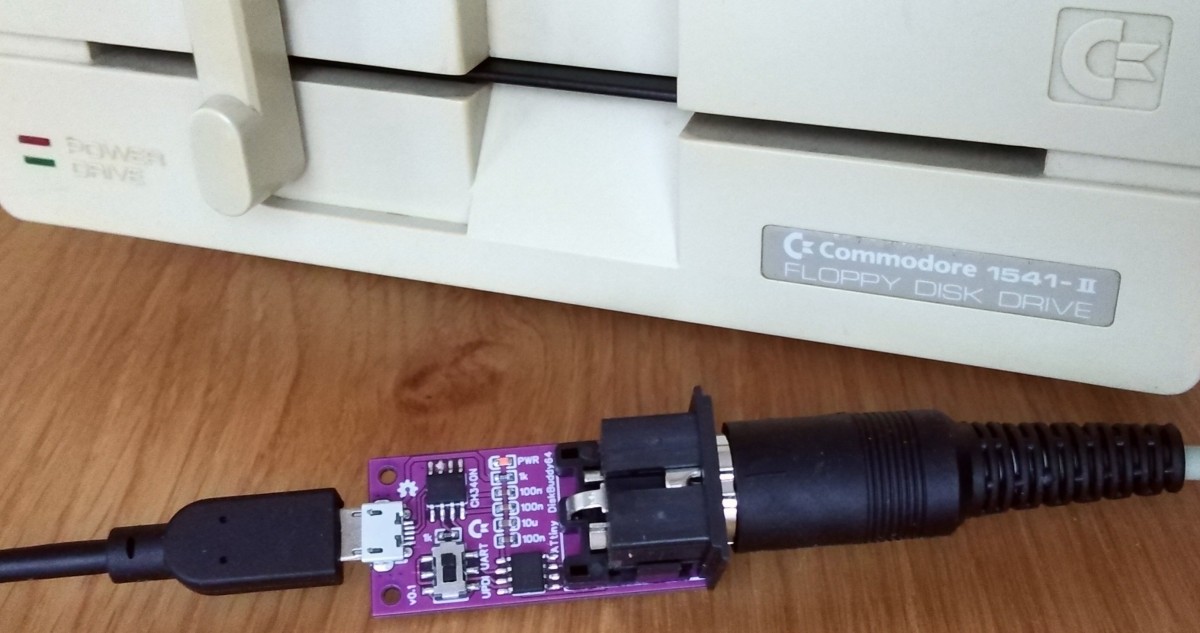 POWER
DRIVE
Commodore 1541-II
FLOPPY DISK DRIVE
PWR
1k
100n
100n
10u
100n
CH340N
1k
UPDI UART
v0.1
ATtiny DiskBuddy64